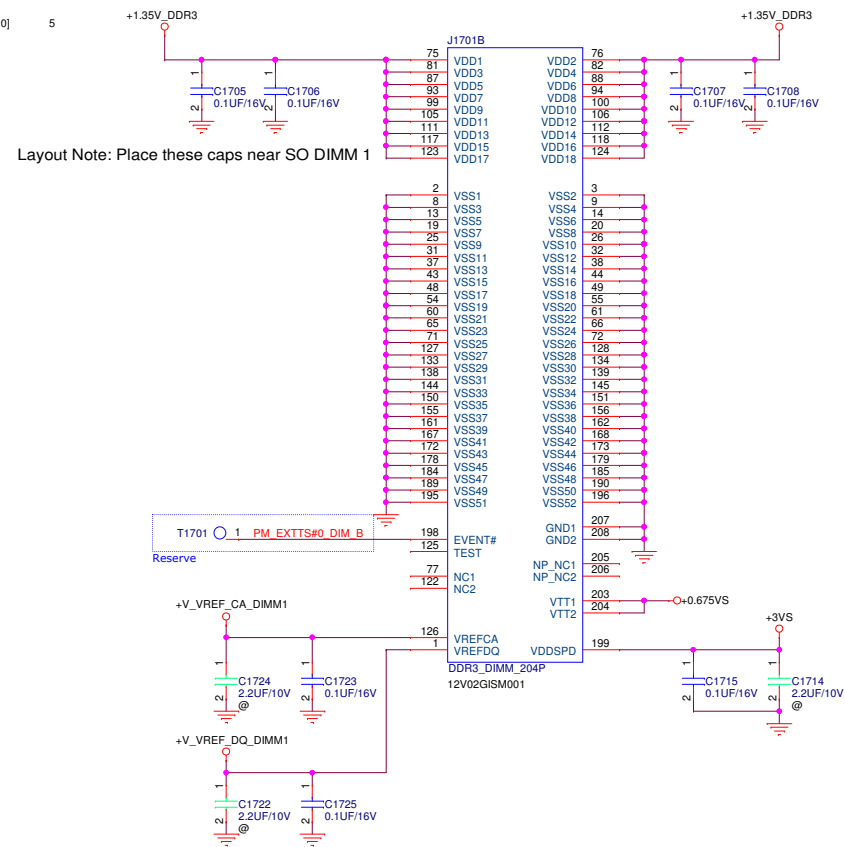 0] 5
+1.35V_DDR3 +1.35V_DDR3
J1701B
75 VDD1 VDD2 76
81 VDD3 VDD4 82
87 VDD5 VDD6 88
93 VDD7 VDD8 94
99 VDD9 VDD10 100
105 VDD11 VDD12 106
111 VDD13 VDD14 112
117 VDD15 VDD16 118
123 VDD17 VDD18 124
1 C1705 0.1UF/16V 2
1 C1706 0.1UF/16V 2
1 C1707 0.1UF/16V 2
1 C1708 0.1UF/16V 2
Layout Note: Place these caps near SO DIMM 1
2 VSS1 VSS2 3
8 VSS3 VSS4 9
13 VSS5 VSS6 14
19 VSS7 VSS8 20
25 VSS9 VSS10 26
31 VSS11 VSS12 32
37 VSS13 VSS14 38
43 VSS15 VSS16 44
48 VSS17 VSS18 49
54 VSS19 VSS20 55
60 VSS21 VSS22 61
65 VSS23 VSS24 66
71 VSS25 VSS26 72
127 VSS27 VSS28 128
133 VSS29 VSS30 134
138 VSS31 VSS32 139
144 VSS33 VSS34 145
150 VSS35 VSS36 151
155 VSS37 VSS38 156
161 VSS39 VSS40 162
167 VSS41 VSS42 168
172 VSS43 VSS44 173
178 VSS45 VSS46 179
184 VSS47 VSS48 185
189 VSS49 VSS50 190
195 VSS51 VSS52 196
GND1 207
GND2 208
T1701 1 PM_EXTTS#0_DIM_B 198 EVENT#
125 TEST
Reserve
NP_NC1 205
NP_NC2 206
77 NC1
122 NC2
VTT1 203
VTT2 204
+0.675VS
+V_VREF_CA_DIMM1
+3VS
126 VREFCA
1 VREFDQ VDDSPD 199
DDR3_DIMM_204P
12V02GISM001
1 C1724 2.2UF/10V 2
@
1 C1723 0.1UF/16V 2
1 C1715 0.1UF/16V 2
1 C1714 2.2UF/10V 2
@
+V_VREF_DQ_DIMM1
1 C1722 2.2UF/10V 2
@
1 C1725 0.1UF/16V 2